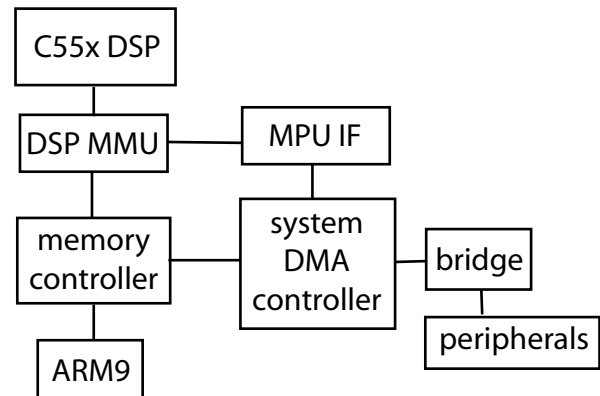 C55x DSP
DSP MMU
MPU IF
memory
controller
system
DMA
controller
bridge
peripherals
ARM9